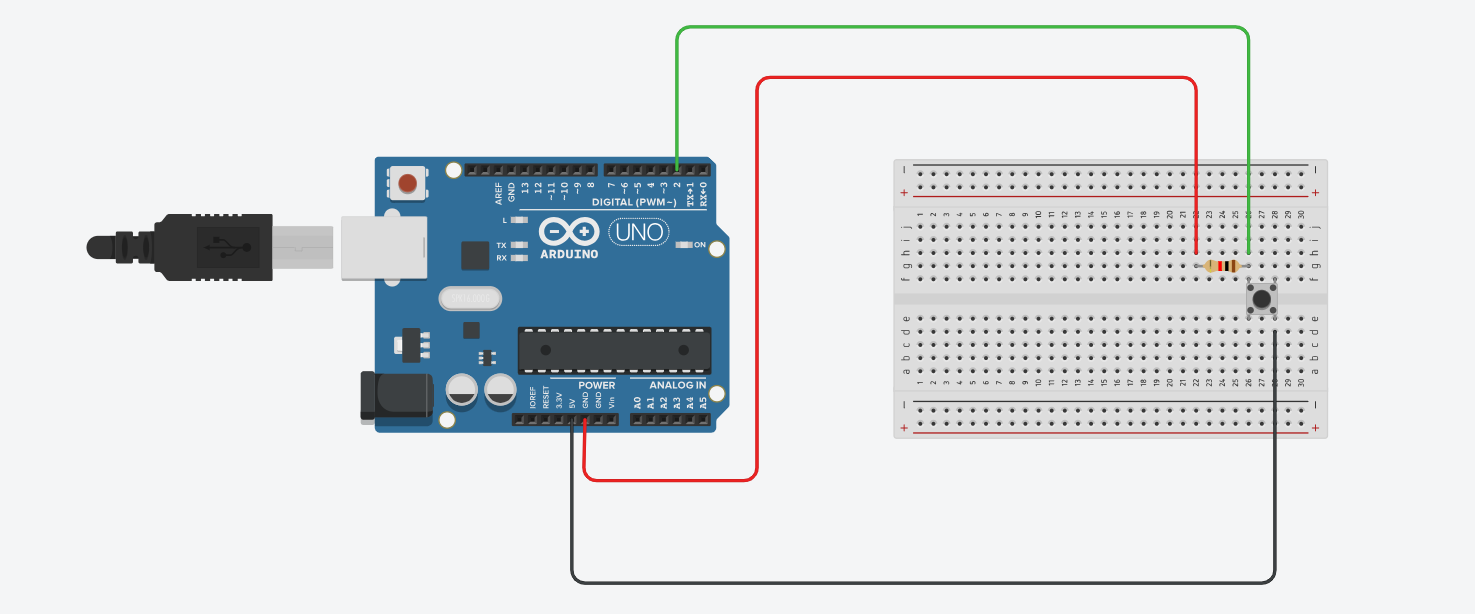 AREF
GND
13
12
~11
~10
~9
8
7
~6
~5
4
~3
2
TX→1
RX←0
DIGITAL (PWM~)
L
TX
RX
UNO
ON
ARDUINO
POWER
ANALOG IN
IOREF
RESET
3.3V
5V
GND
GND
Vin
A0
A1
A2
A3
A4
A5
− −
+ +
1 2 3 4 5 6 7 8 9 10 11 12 13 14 15 16 17 18 19 20 21 22 23 24 25 26 27 28 29 30
j j
i i
h h
g g
f f
e e
d d
c c
b b
a a
1 2 3 4 5 6 7 8 9 10 11 12 13 14 15 16 17 18 19 20 21 22 23 24 25 26 27 28 29 30
− −
+ +